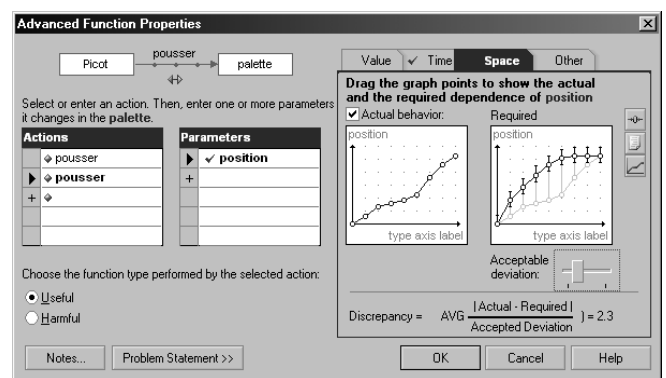 Advanced Function Properties
Picot
pousser
palette
Select or enter an action. Then, enter one or more parameters
it changes in the palette.
Actions
pousser
pousser
Parameters
position
Choose the function type performed by the selected action:
Useful
Harmful
Notes...
Problem Statement >>
Value
Time
Space
Other
Drag the graph points to show the actual
and the required dependence of position
Actual behavior:
Required
position
type axis label
position
type axis label
Acceptable
deviation:
Discrepancy = AVG | Actual - Required | ) = 2.3
Accepted Deviation
OK
Cancel
Help